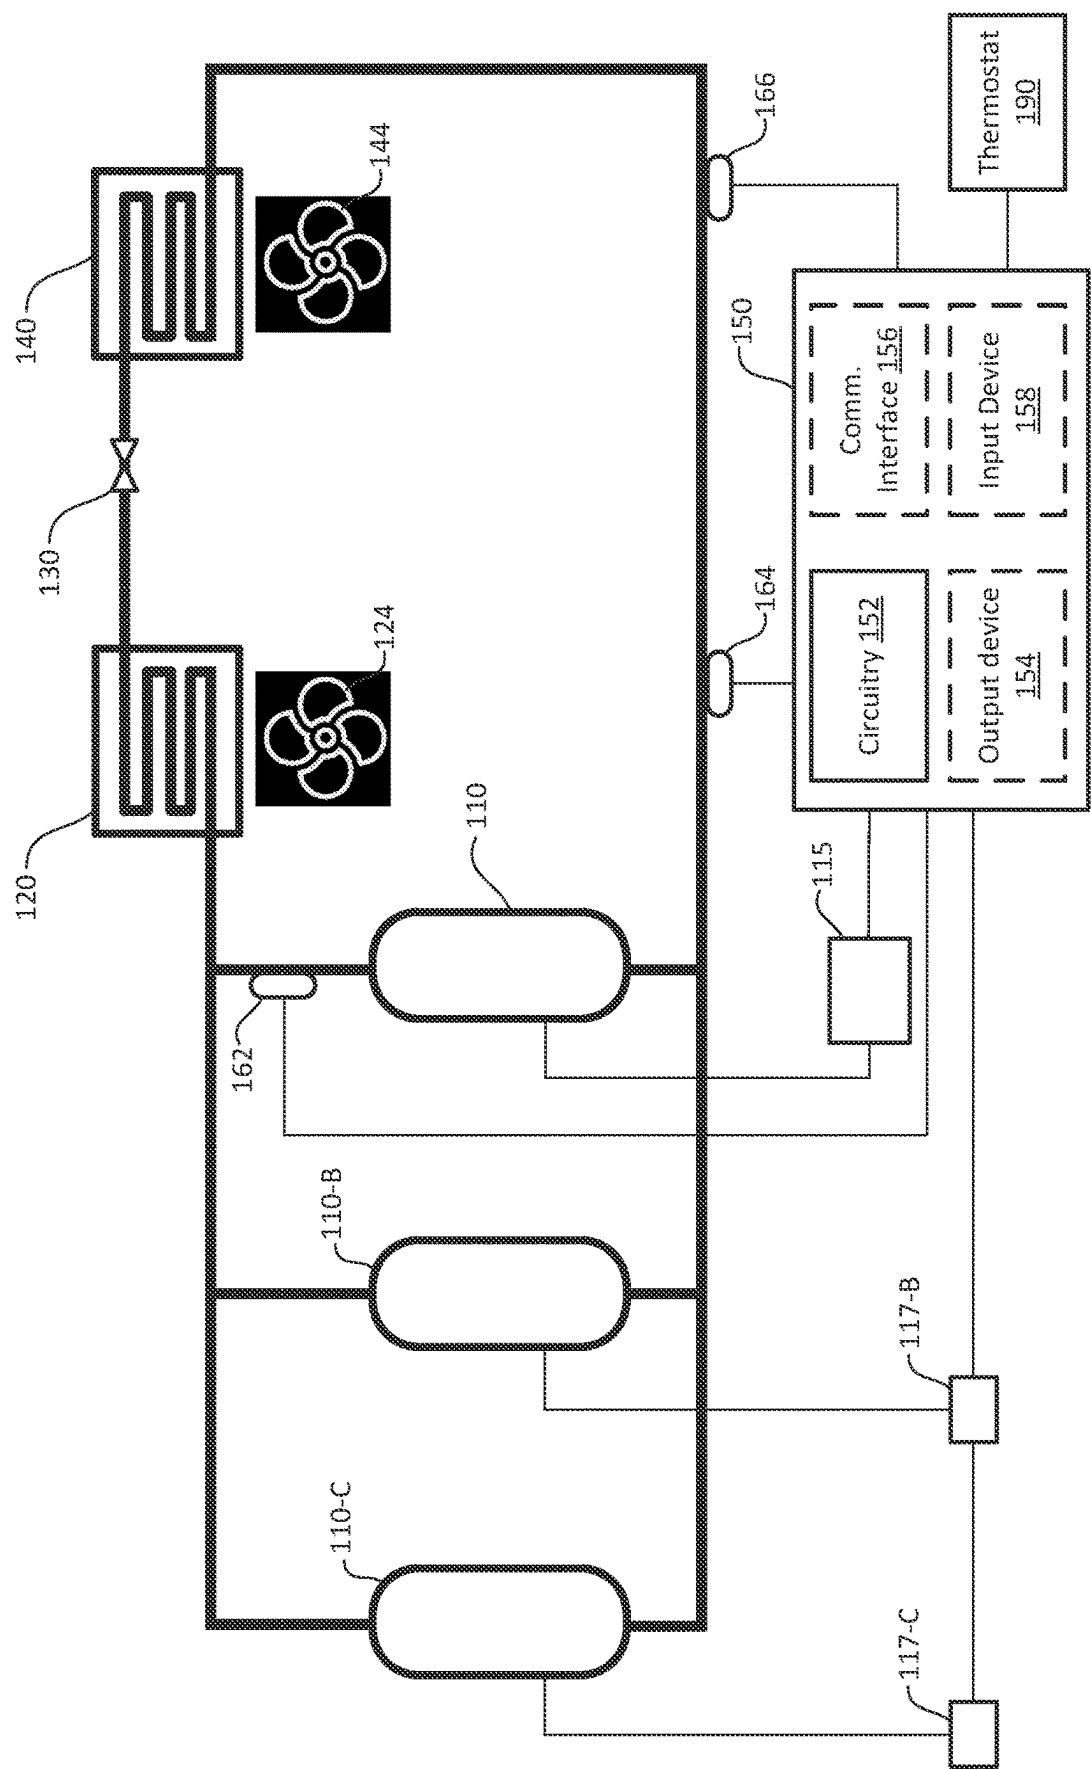 120
130
140
124
144
162
110
110-B
110-C
164
166
115
150
117-B
117-C
Circuitry 152
Comm.
Interface 156
Output device
154
Input Device
158
Thermostat
190